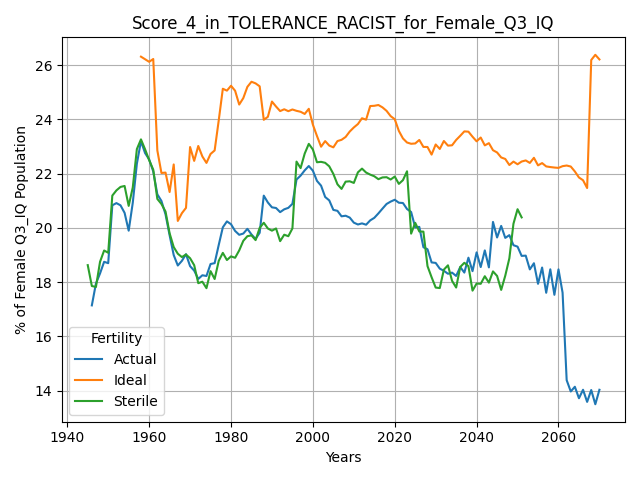 Score_4_in_TOLERANCE_RACIST_for_Female_Q3_IQ
% of Female Q3_IQ Population
26
24
22
20
18
16
14
Fertility
Actual
Ideal
Sterile
1940 1960 1980 2000 2020 2040 2060
Years